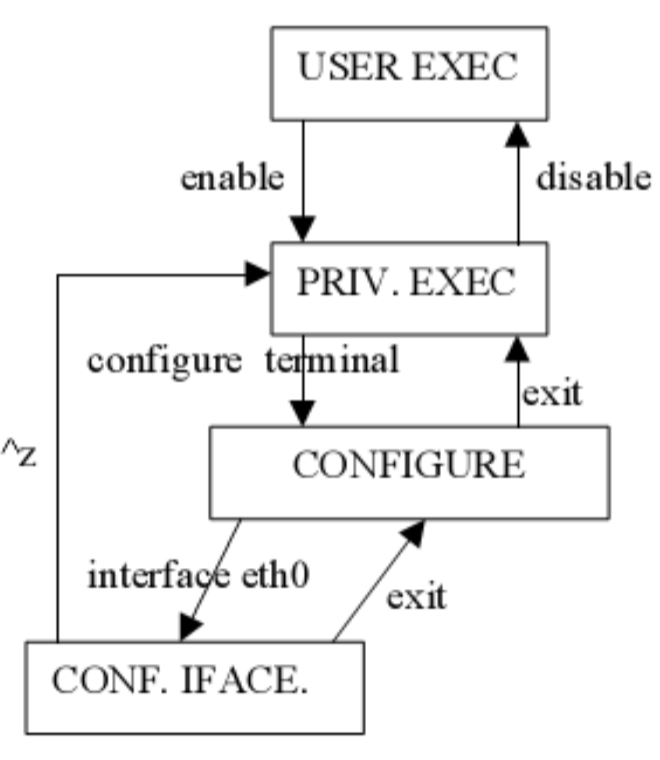 USER EXEC
enable
disable
PRIV. EXEC
configure terminal
exit
^z
CONFIGURE
interface eth0
exit
CONF. IFACE.